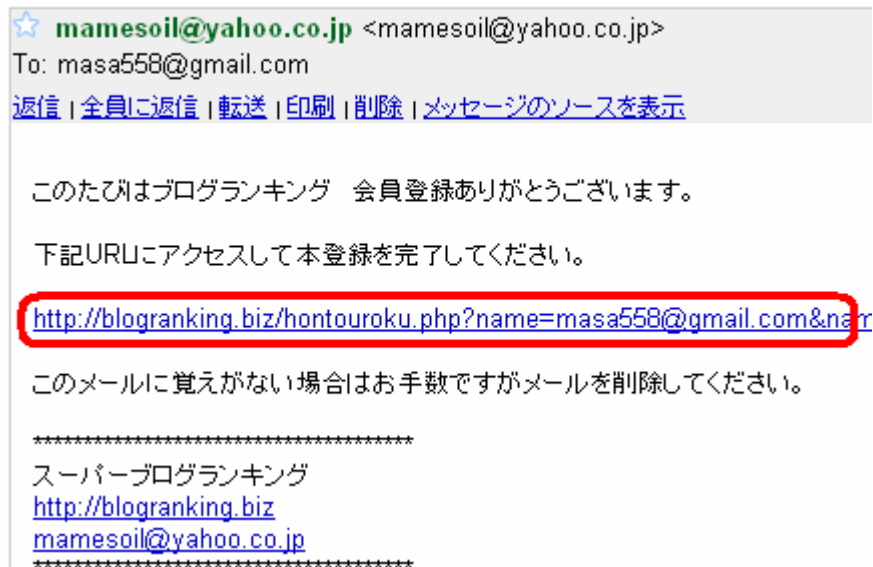 mamesoil@yahoo.co.jp <mamesoil@yahoo.co.jp>
To: masa558@gmail.com
返信 | 全員に返信 | 転送 | 印刷 | 削除 | メッセージのソースを表示
このたびはブログランキング　会員登録ありがとうございます。
下記URLにアクセスして本登録を完了してください。
http://blogranking.biz/hontouroku.php?name=masa558@gmail.com&nam
このメールに覚えがない場合はお手数ですがメールを削除してください。
****************************************
スーパーブログランキング
http://blogranking.biz
mamesoil@yahoo.co.jp
****************************************